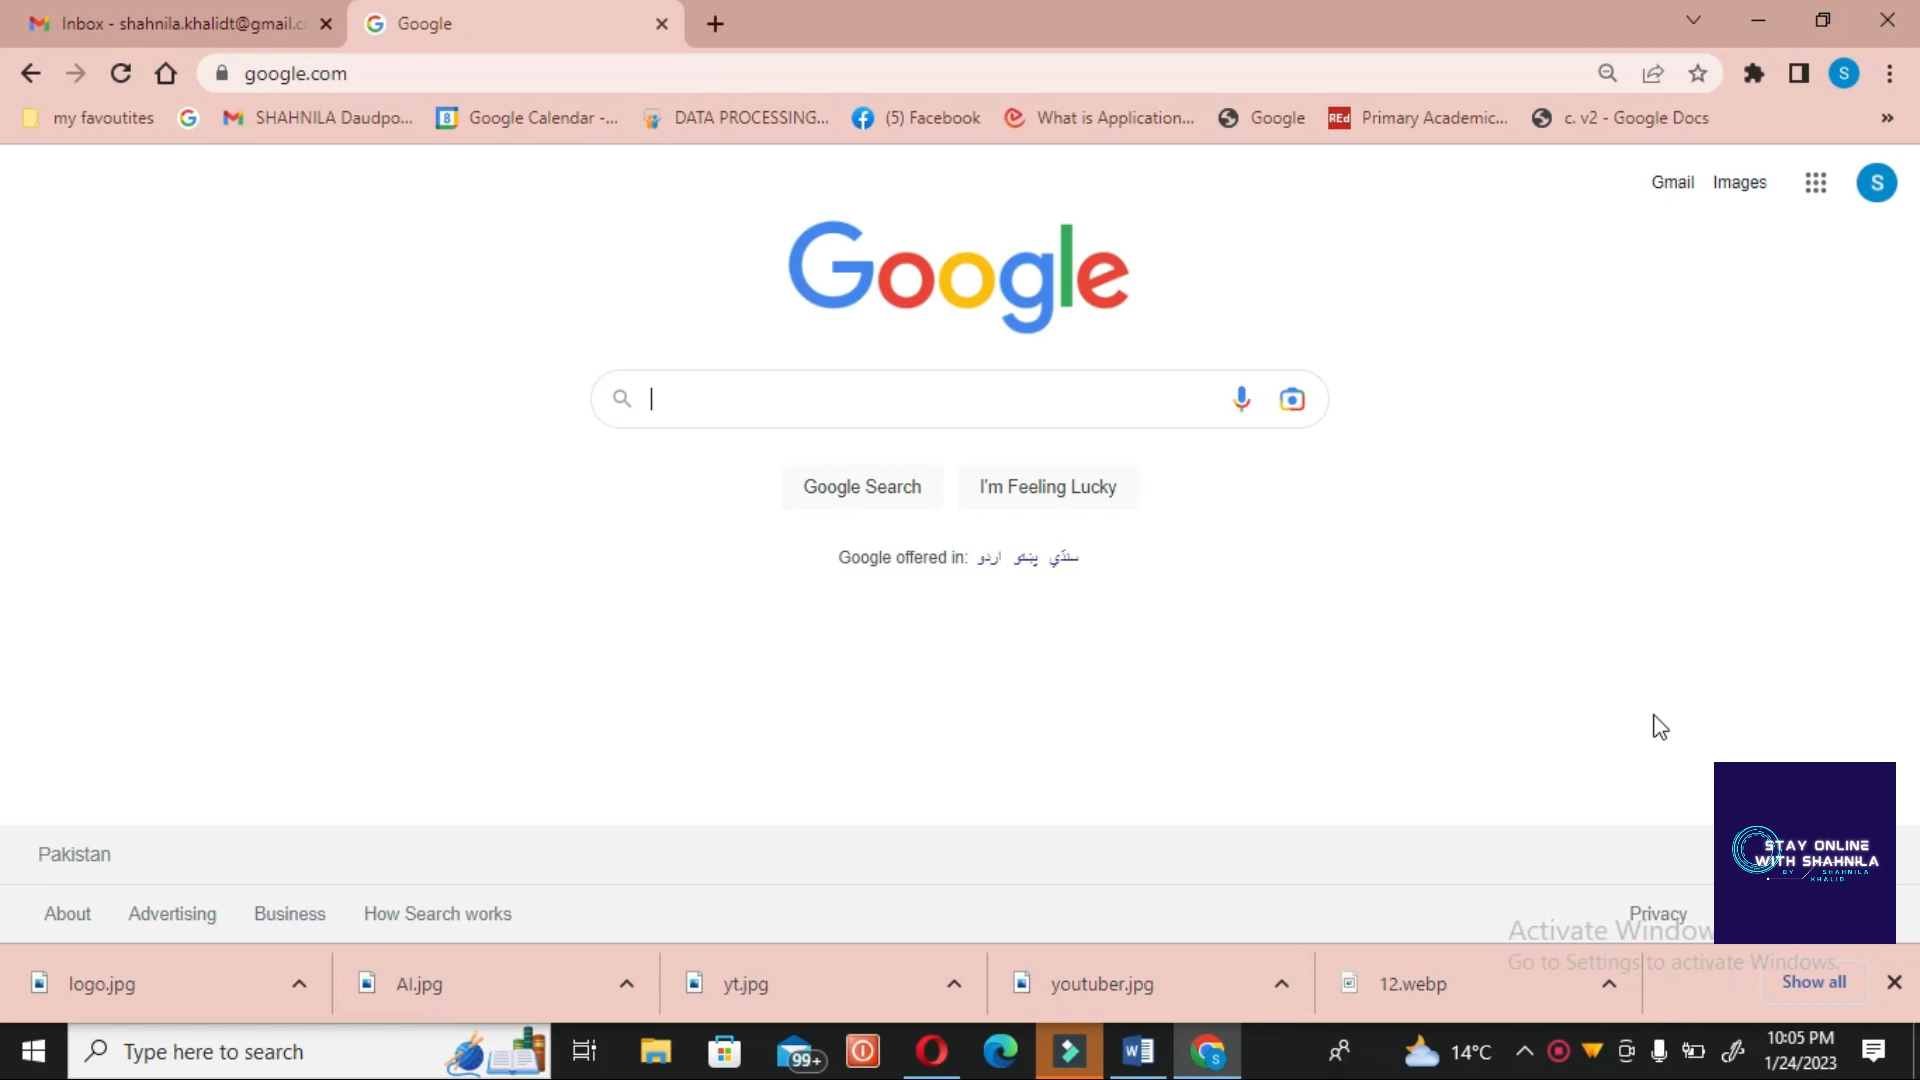 Inbox - shahnila.khalidt@gmail.c
Google
google.com
my favoutites
SHAHNILA Daudpo...
Google Calendar -...
DATA PROCESSING...
(5) Facebook
What is Application...
Google
REd Primary Academic...
c. v2 - Google Docs
»
Gmail
Images
S
Google
Google Search
I'm Feeling Lucky
Google offered in: اردو پښتو سنڌي
Pakistan
STAY ONLINE
WITH SHAHNILA
BY SHAHNILA
KHALID
About
Advertising
Business
How Search works
Privacy
Activate Window
Go to Settings to activate Windows.
logo.jpg
AI.jpg
yt.jpg
youtuber.jpg
12.webp
Show all
Type here to search
99+
14°C
10:05 PM
1/24/2023